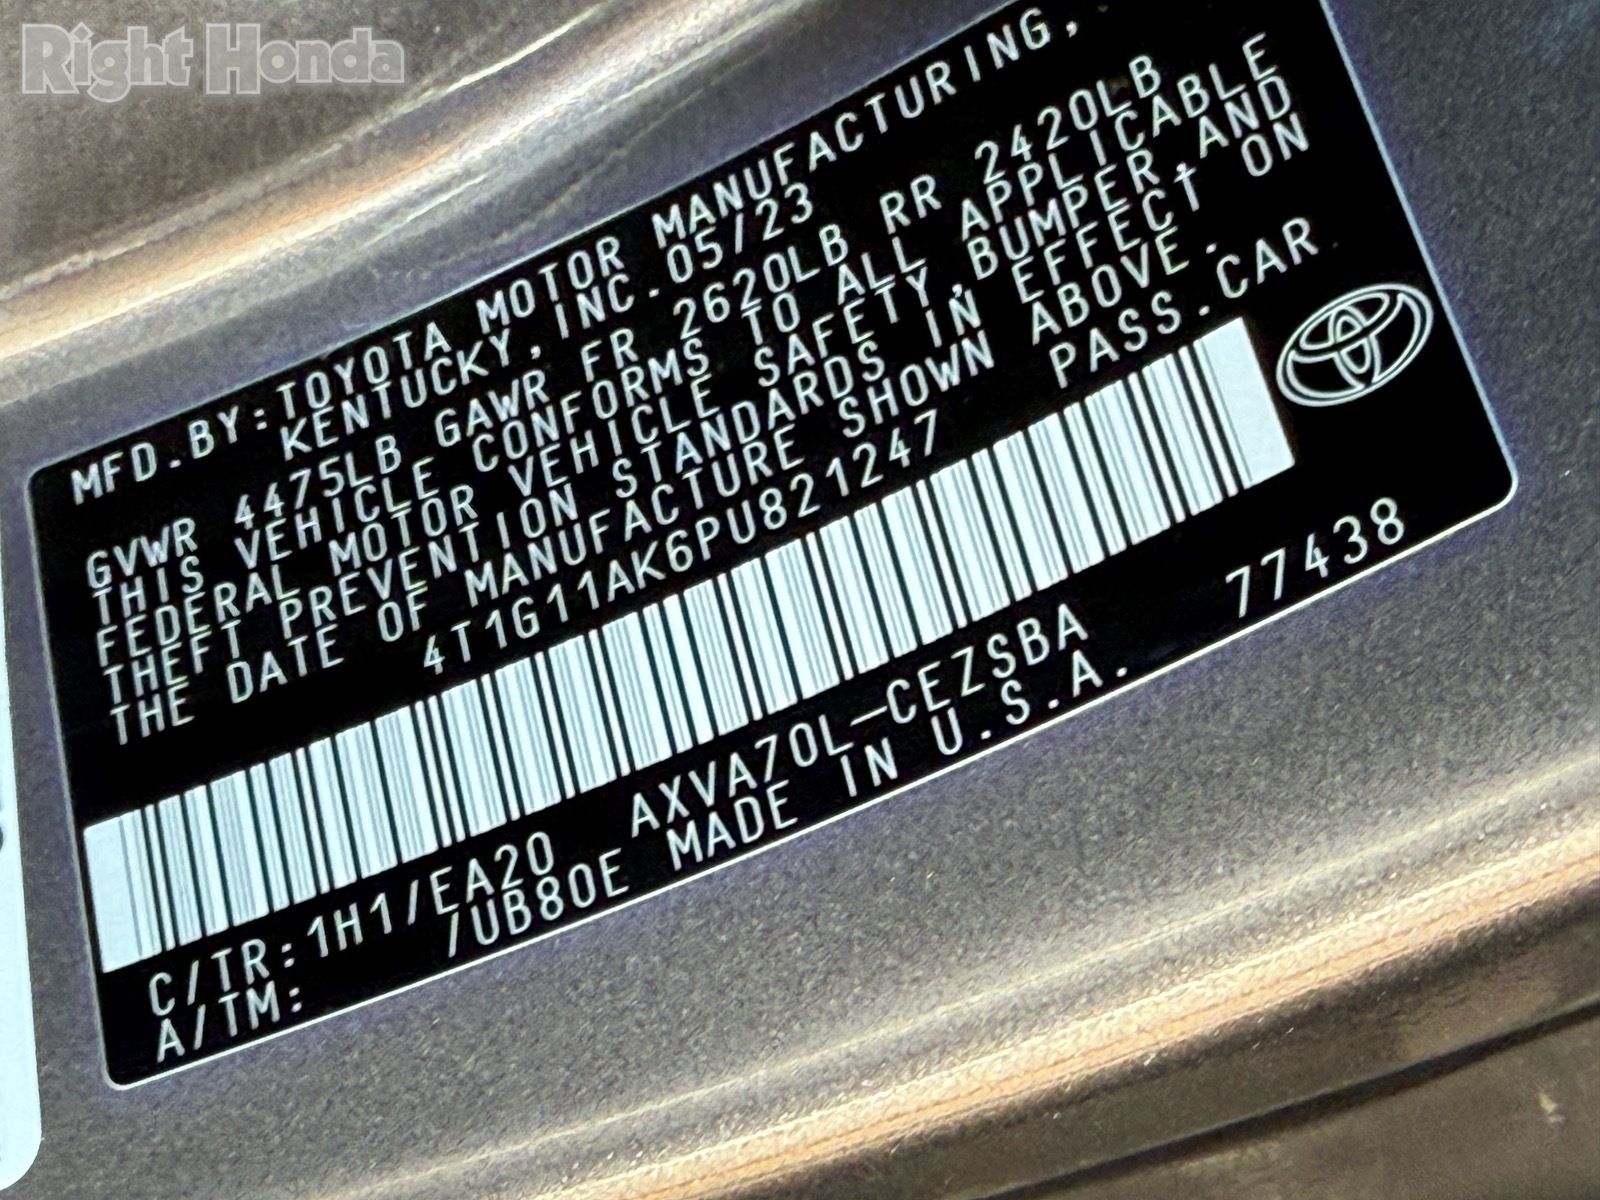 Right Honda
MFD.BY:TOYOTA MOTOR MANUFACTURING,
KENTUCKY,INC.05/23
GVWR 4475LB GAWR FR 2620LB RR 2420LB
THIS VEHICLE CONFORMS TO ALL APPLICABLE
FEDERAL MOTOR VEHICLE SAFETY,BUMPER,AND
THEFT PREVENTION STANDARDS IN EFFECT ON
THE DATE OF MANUFACTURE SHOWN ABOVE.
4T1G11AK6PU821247 PASS.CAR
C/TR:1H1/EA20 AXVA70L-CEZSBA 77438
A/TM: /UB80E MADE IN U.S.A.